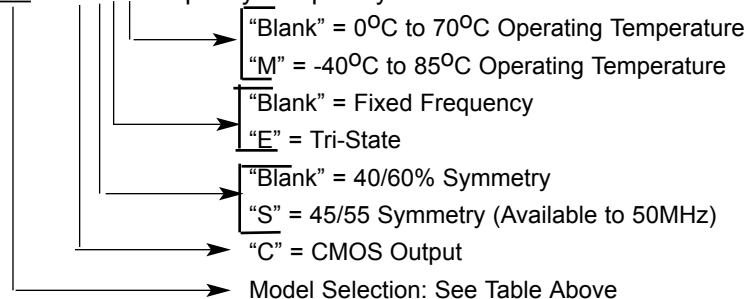 “Blank” = 0°C to 70°C Operating Temperature
“M” = -40°C to 85°C Operating Temperature
“Blank” = Fixed Frequency
“E” = Tri-State
“Blank” = 40/60% Symmetry
“S” = 45/55 Symmetry (Available to 50MHz)
“C” = CMOS Output
Model Selection: See Table Above